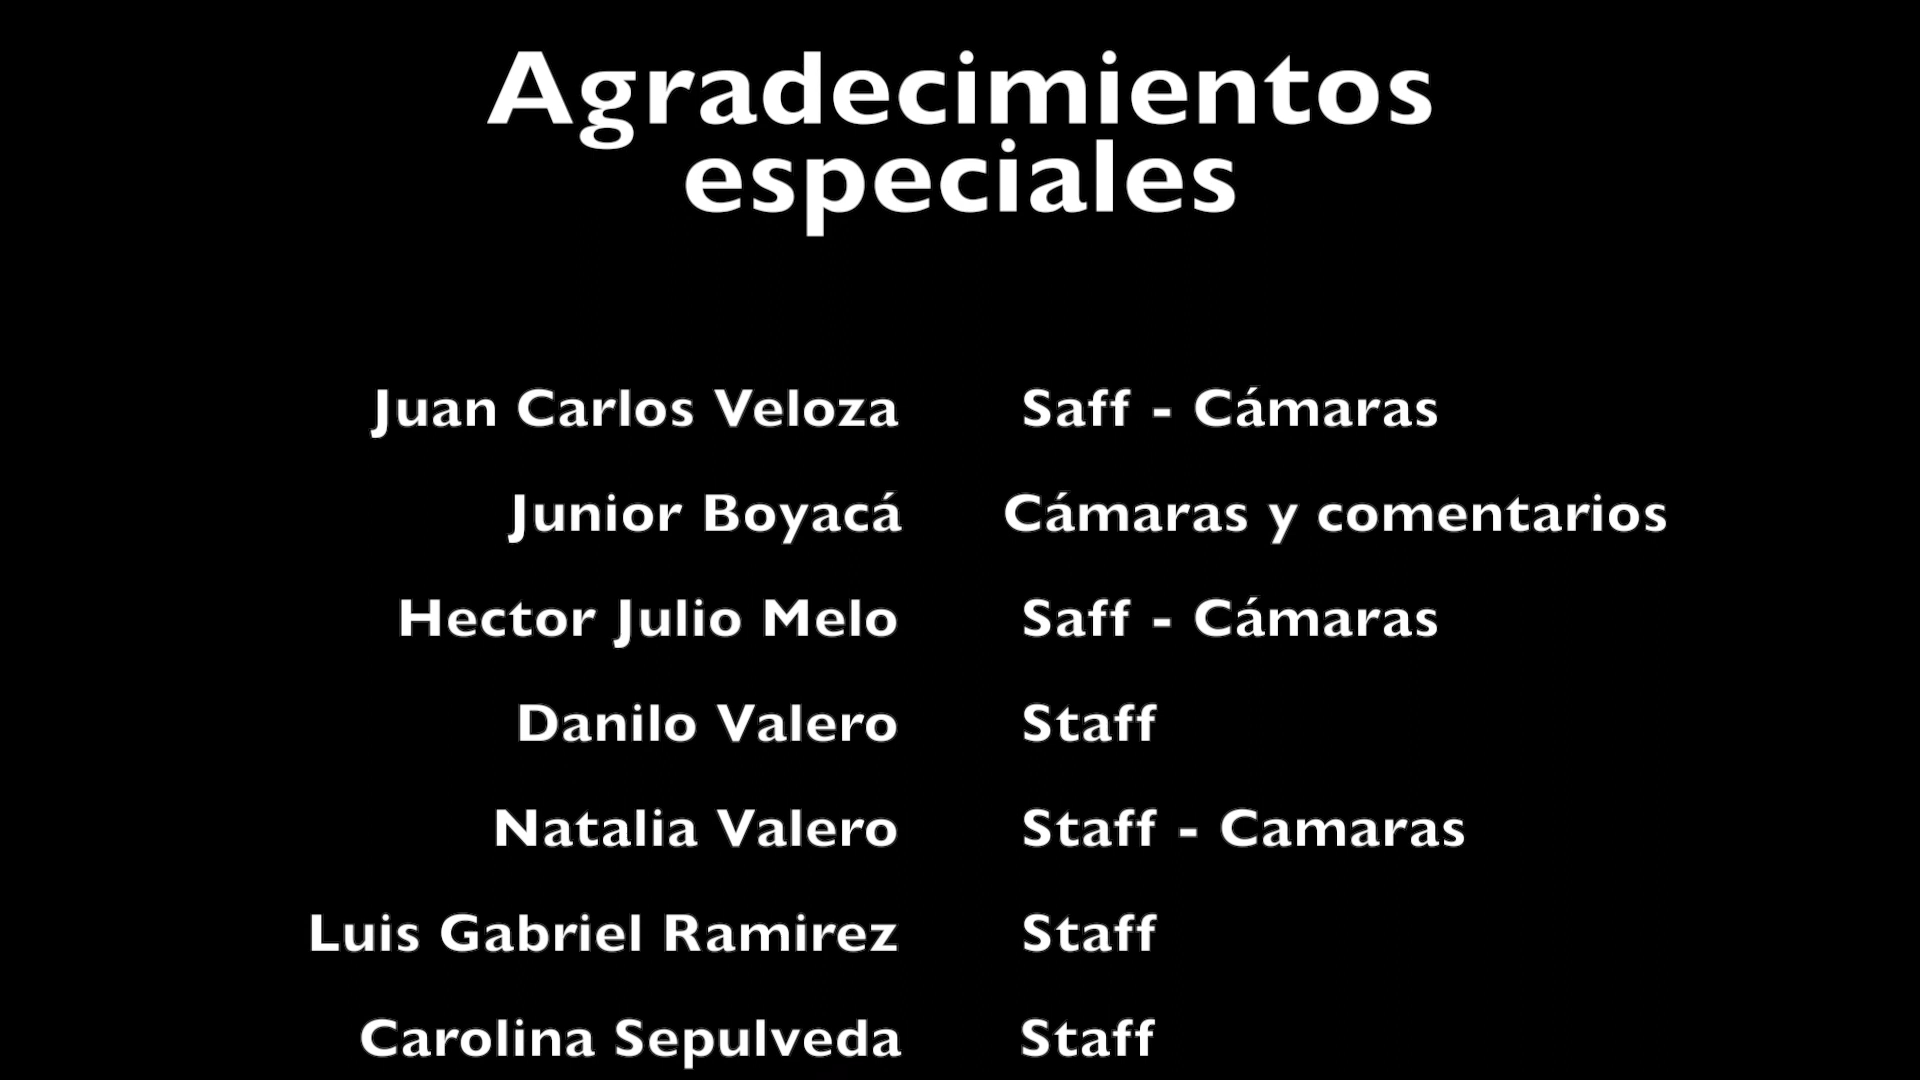 Agradecimientos
especiales
Juan Carlos Veloza Saff - Cámaras
Junior Boyacá Cámaras y comentarios
Hector Julio Melo Saff - Cámaras
Danilo Valero Staff
Natalia Valero Staff - Camaras
Luis Gabriel Ramirez Staff
Carolina Sepulveda Staff